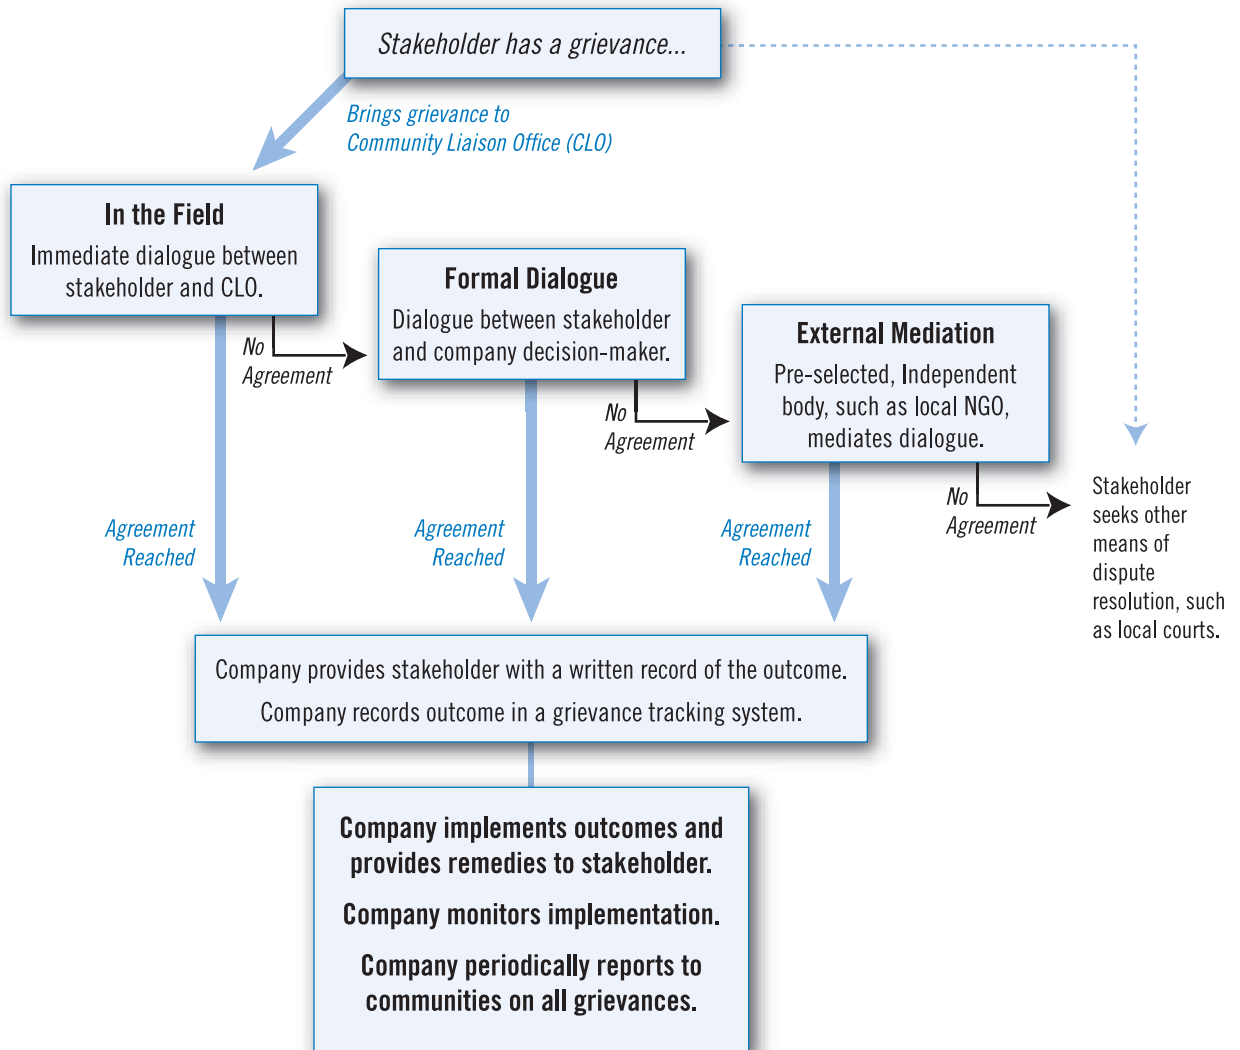 Stakeholder has a grievance...
Brings grievance to
Community Liaison Office (CLO)
In the Field
Immediate dialogue between
stakeholder and CLO.
No
Agreement
Formal Dialogue
Dialogue between stakeholder
and company decision-maker.
No
Agreement
External Mediation
Pre-selected, Independent
body, such as local NGO,
mediates dialogue.
No
Agreement
Stakeholder
seeks other
means of
dispute
resolution, such
as local courts.
Agreement
Reached
Agreement
Reached
Agreement
Reached
Company provides stakeholder with a written record of the outcome.
Company records outcome in a grievance tracking system.
Company implements outcomes and
provides remedies to stakeholder.
Company monitors implementation.
Company periodically reports to
communities on all grievances.